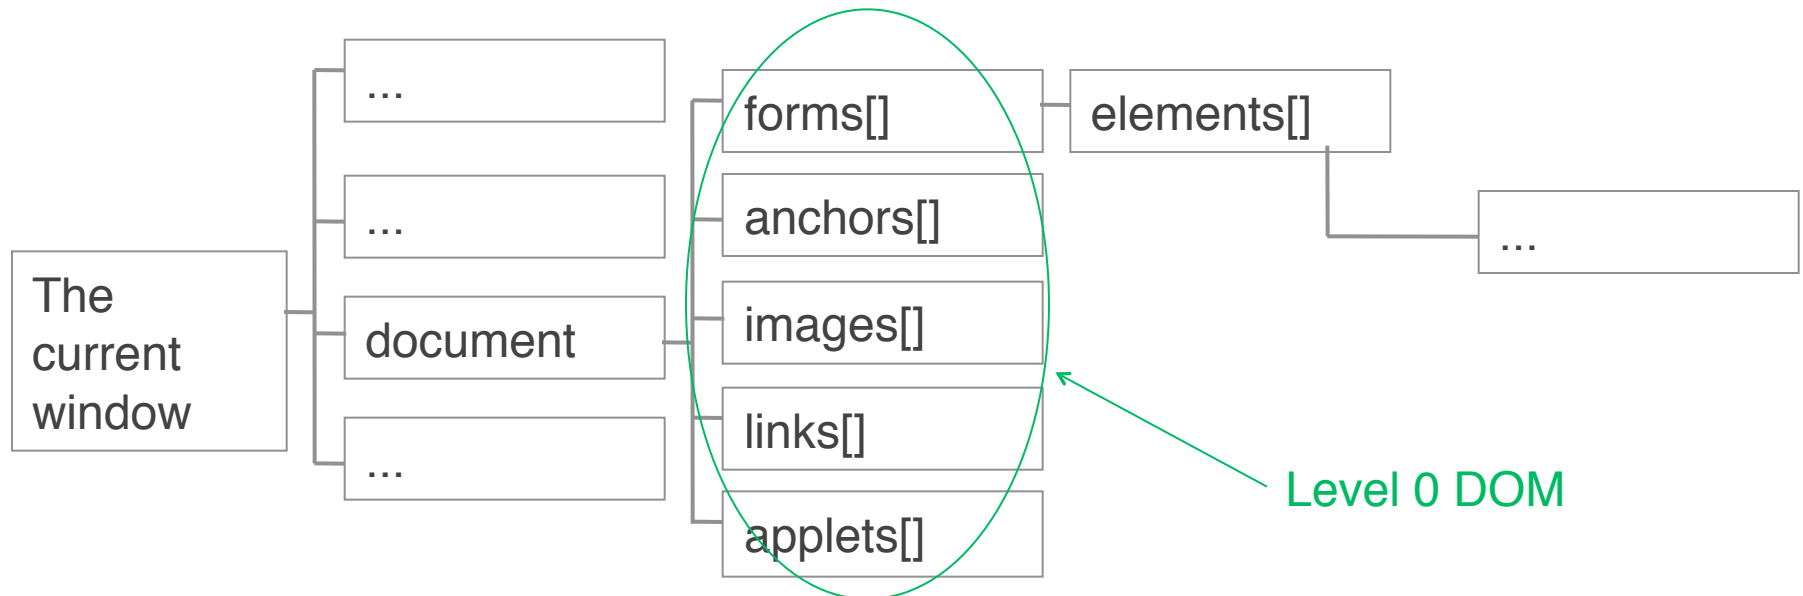 The
current
window
...
...
document
...
forms[]
anchors[]
images[]
links[]
applets[]
elements[]
...
Level 0 DOM